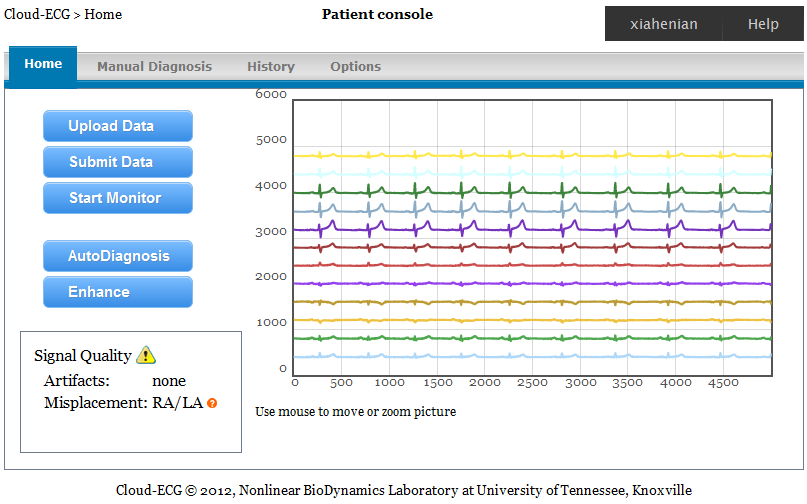 Cloud-ECG > Home
Patient console
xiahenian Help
Home Manual Diagnosis History Options
Upload Data
Submit Data
Start Monitor
AutoDiagnosis
Enhance
Signal Quality
Artifacts: none
Misplacement: RA/LA ?
6000
5000
4000
3000
2000
1000
0
0 500 1000 1500 2000 2500 3000 3500 4000 4500
Use mouse to move or zoom picture
Cloud-ECG © 2012, Nonlinear BioDynamics Laboratory at University of Tennessee, Knoxville